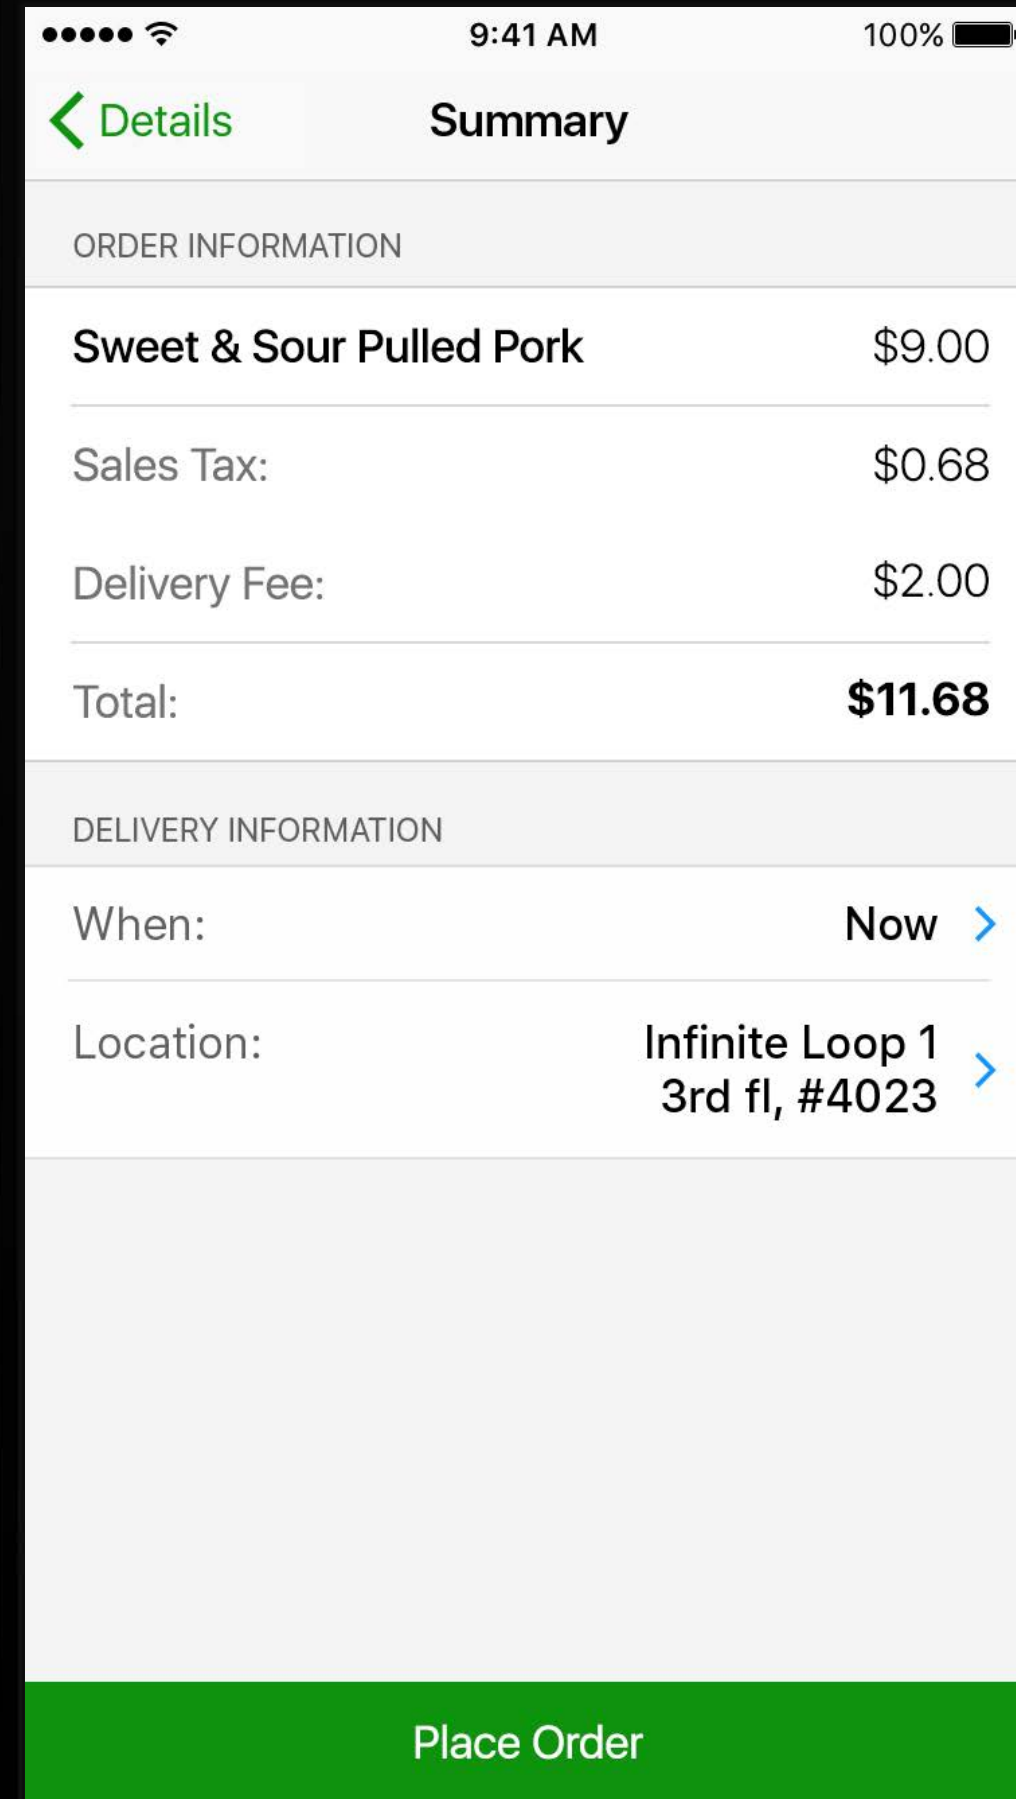 9:41 AM 100%
Details Summary
ORDER INFORMATION
Sweet & Sour Pulled Pork $9.00
Sales Tax: $0.68
Delivery Fee: $2.00
Total: $11.68
DELIVERY INFORMATION
When: Now
Location: Infinite Loop 1
3rd fl, #4023
Place Order